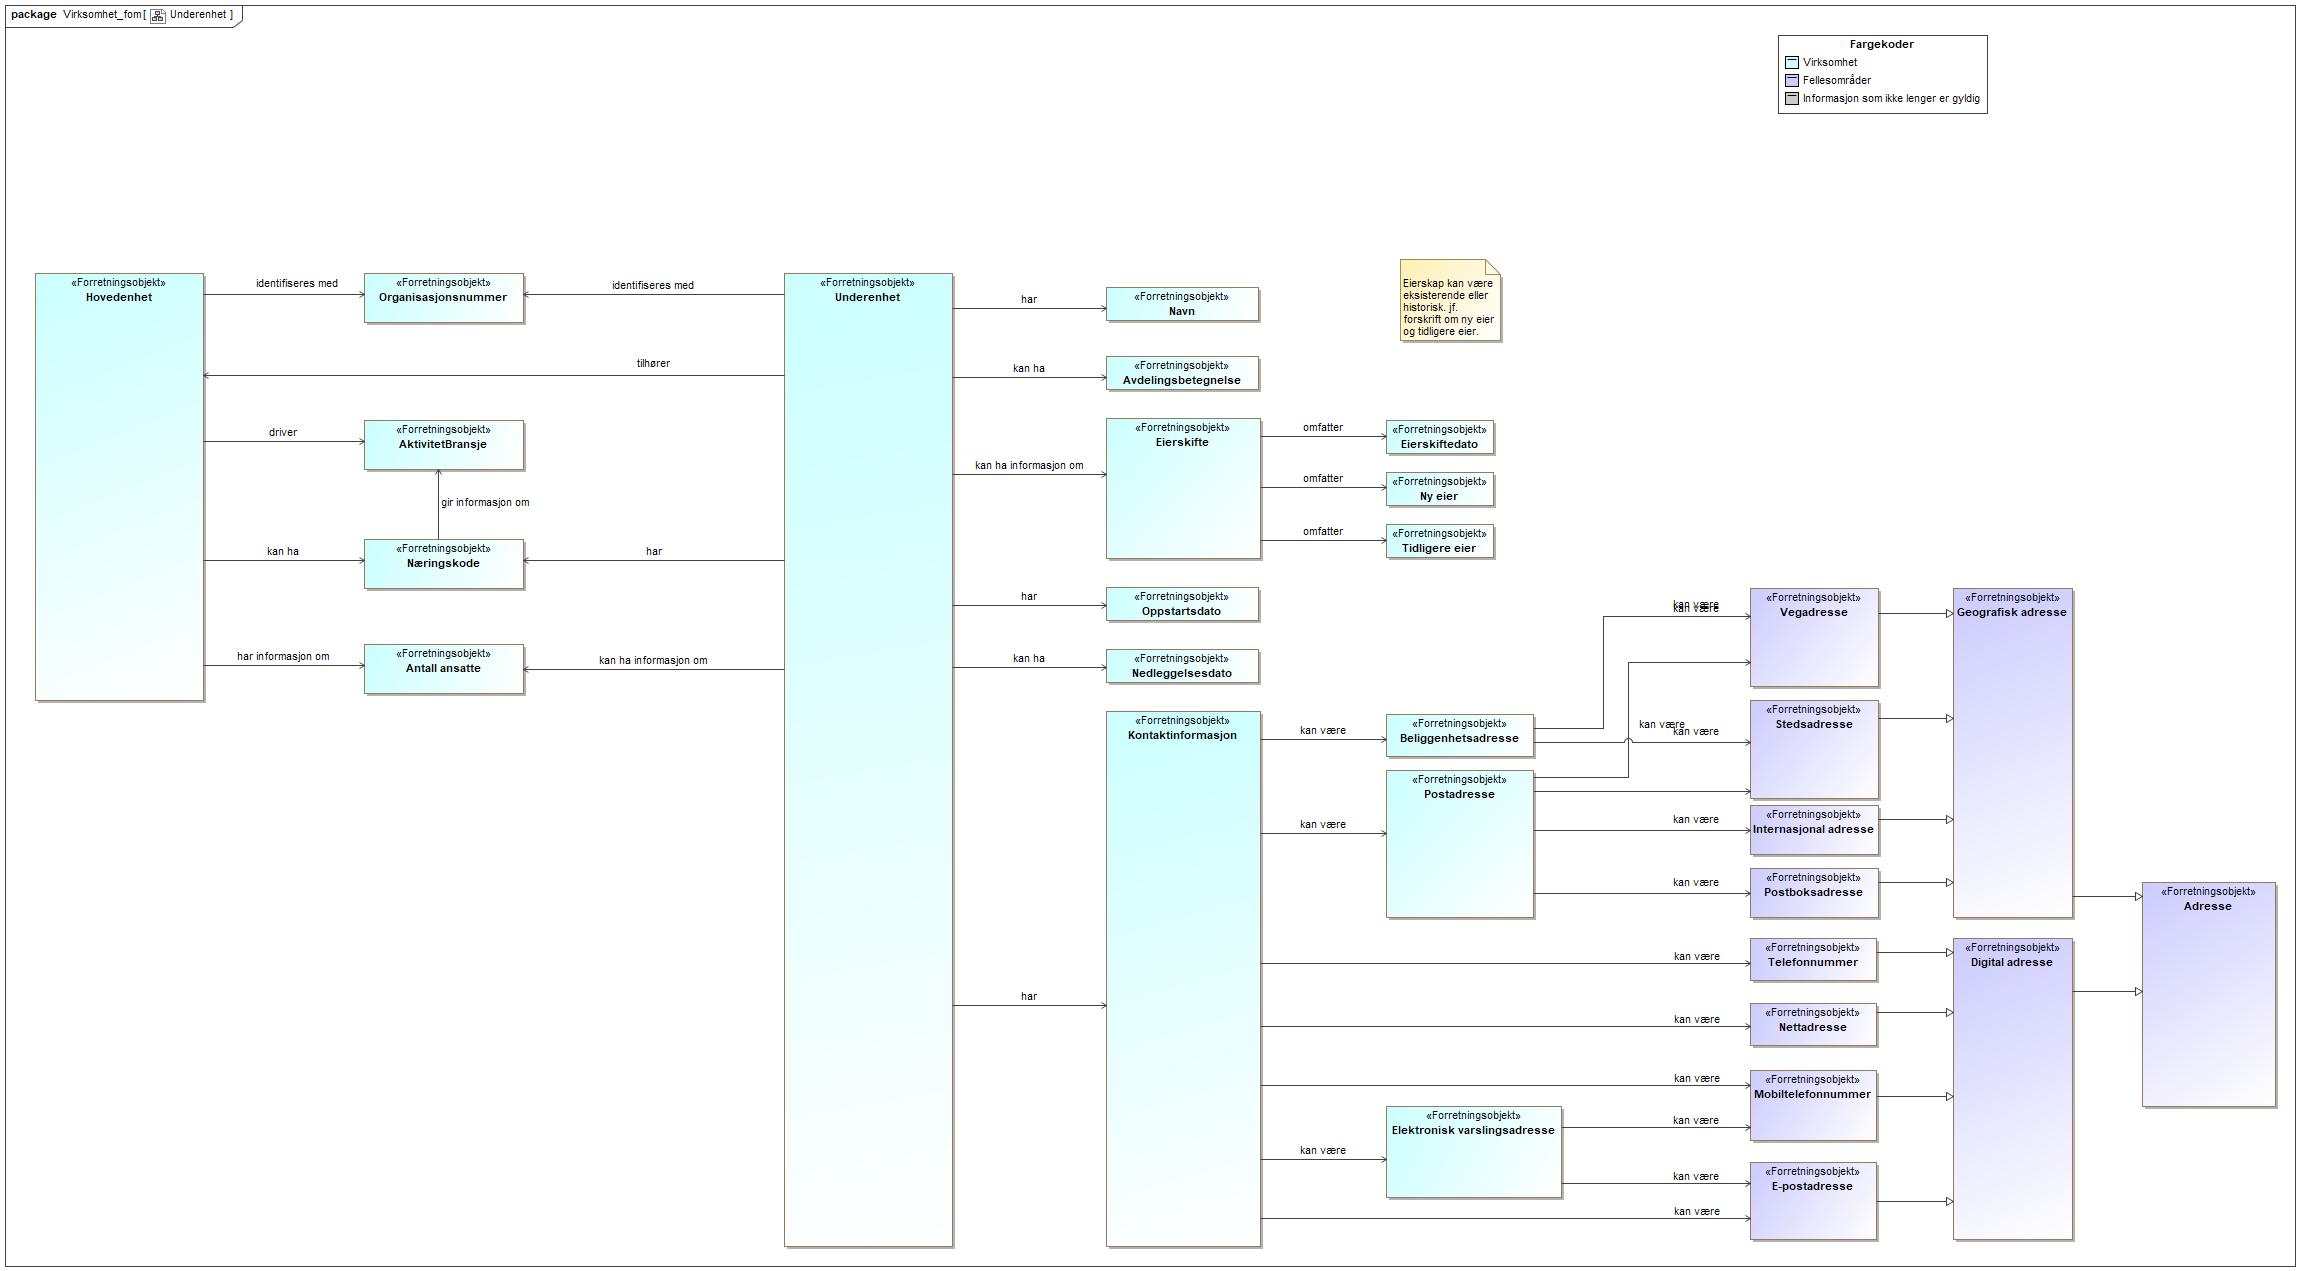 package Virksomhet_fom [ Underenhet ]
Fargekoder
Virksomhet
Fellesområder
Informasjon som ikke lenger er gyldig
«Forretningsobjekt»
Hovedenhet
identifiseres med
«Forretningsobjekt»
Organisasjonsnummer
identifiseres med
«Forretningsobjekt»
Underenhet
har
«Forretningsobjekt»
Navn
Eierskap kan være
eksisterende eller
historisk. jf.
forskrift om ny eier
og tidligere eier.
tilhører
kan ha
«Forretningsobjekt»
Avdelingsbetegnelse
driver
«Forretningsobjekt»
AktivitetBransje
gir informasjon om
kan ha informasjon om
«Forretningsobjekt»
Eierskifte
omfatter
«Forretningsobjekt»
Eierskiftedato
omfatter
«Forretningsobjekt»
Ny eier
omfatter
«Forretningsobjekt»
Tidligere eier
kan ha
«Forretningsobjekt»
Næringskode
har
har
«Forretningsobjekt»
Oppstartsdato
har informasjon om
«Forretningsobjekt»
Antall ansatte
kan ha informasjon om
kan ha
«Forretningsobjekt»
Nedleggelsesdato
har
«Forretningsobjekt»
Kontaktinformasjon
kan være
«Forretningsobjekt»
Beliggenhetsadresse
kan være
kan være
«Forretningsobjekt»
Vegadresse
«Forretningsobjekt»
Geografisk adresse
kan være
kan være
«Forretningsobjekt»
Stedsadresse
kan være
«Forretningsobjekt»
Postadresse
kan være
«Forretningsobjekt»
Internasjonal adresse
kan være
«Forretningsobjekt»
Postboksadresse
«Forretningsobjekt»
Adresse
kan være
«Forretningsobjekt»
Telefonnummer
«Forretningsobjekt»
Digital adresse
kan være
«Forretningsobjekt»
Nettadresse
kan være
«Forretningsobjekt»
Mobiltelefonnummer
kan være
«Forretningsobjekt»
Elektronisk varslingsadresse
kan være
kan være
«Forretningsobjekt»
E-postadresse
kan være